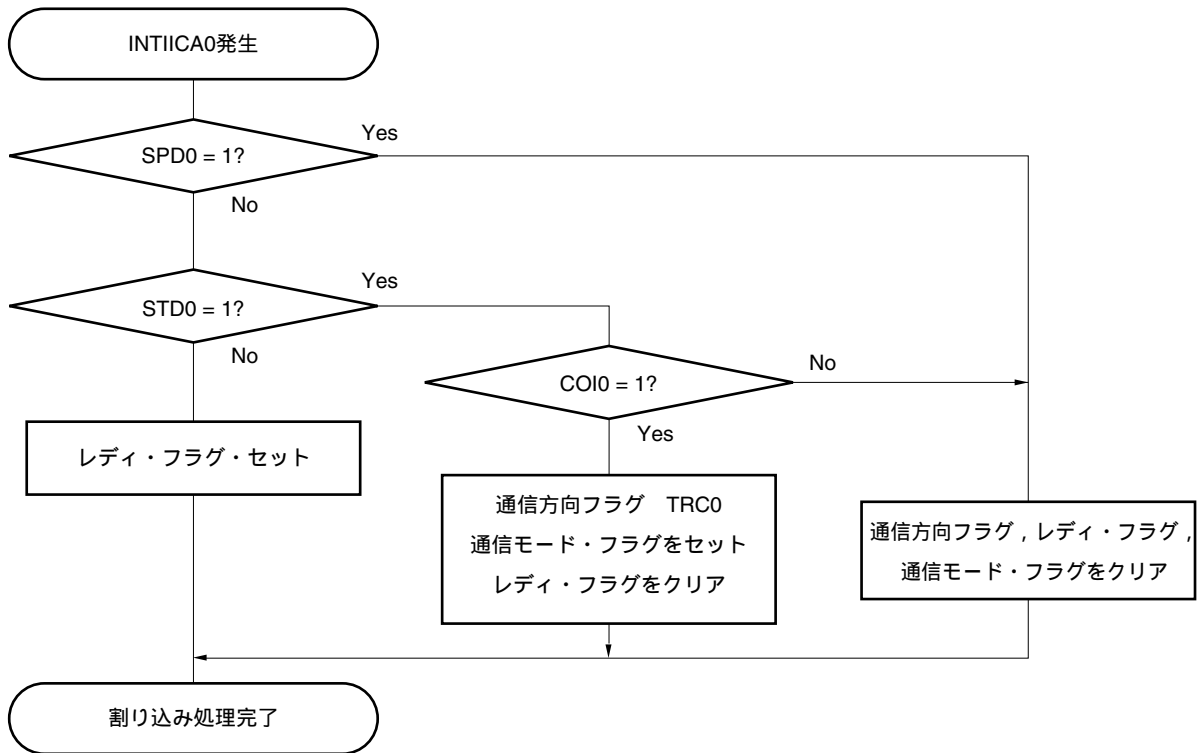 INTIICA0発生
SPD0 = 1?
Yes
No
STD0 = 1?
Yes
No
COI0 = 1?
No
Yes
レディ・フラグ・セット
通信方向フラグ　TRC0
通信モード・フラグをセット
レディ・フラグをクリア
通信方向フラグ , レディ・フラグ ,
通信モード・フラグをクリア
割り込み処理完了